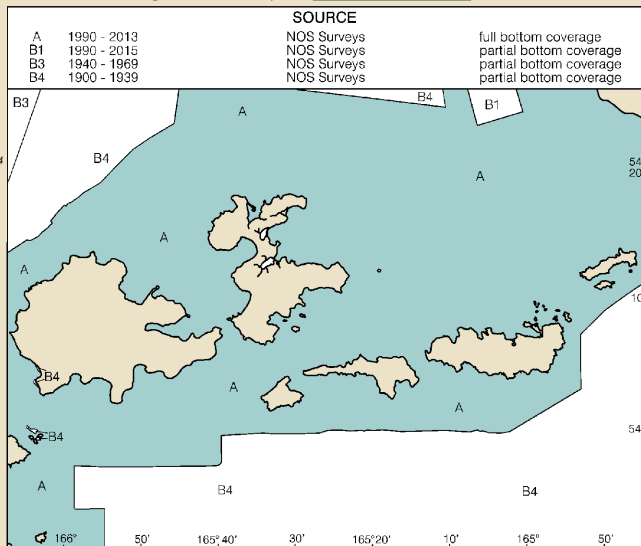 SOURCE
A 1990 - 2013 NOS Surveys full bottom coverage
B1 1990 - 2015 NOS Surveys partial bottom coverage
B3 1940 - 1969 NOS Surveys partial bottom coverage
B4 1900 - 1939 NOS Surveys partial bottom coverage
B3
A
B4
B1
B4
A
54
20
A
A
10
B4
A
A
B4
54
A
B4
B4
166°
50'
165°40'
30'
165°20'
10'
165°
50'